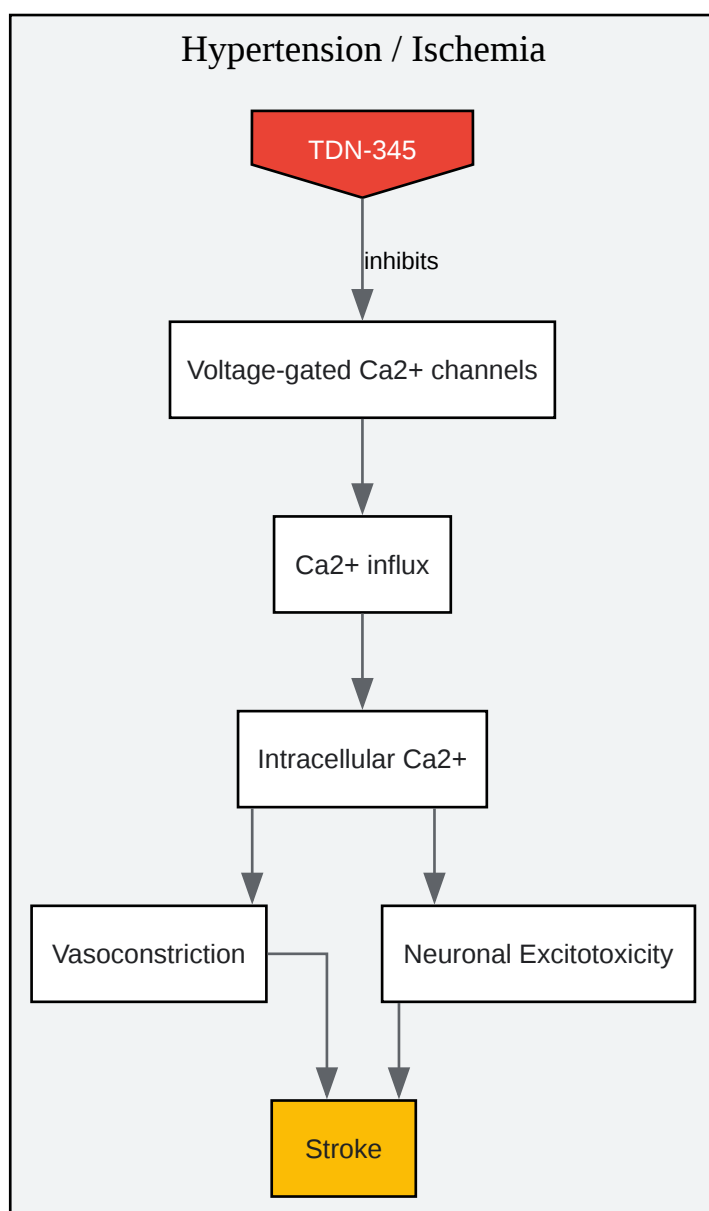 Hypertension / Ischemia
TDN-345
inhibits
Voltage-gated Ca2+ channels
Ca2+ influx
Intracellular Ca2+
Vasoconstriction
Neuronal Excitotoxicity
Stroke